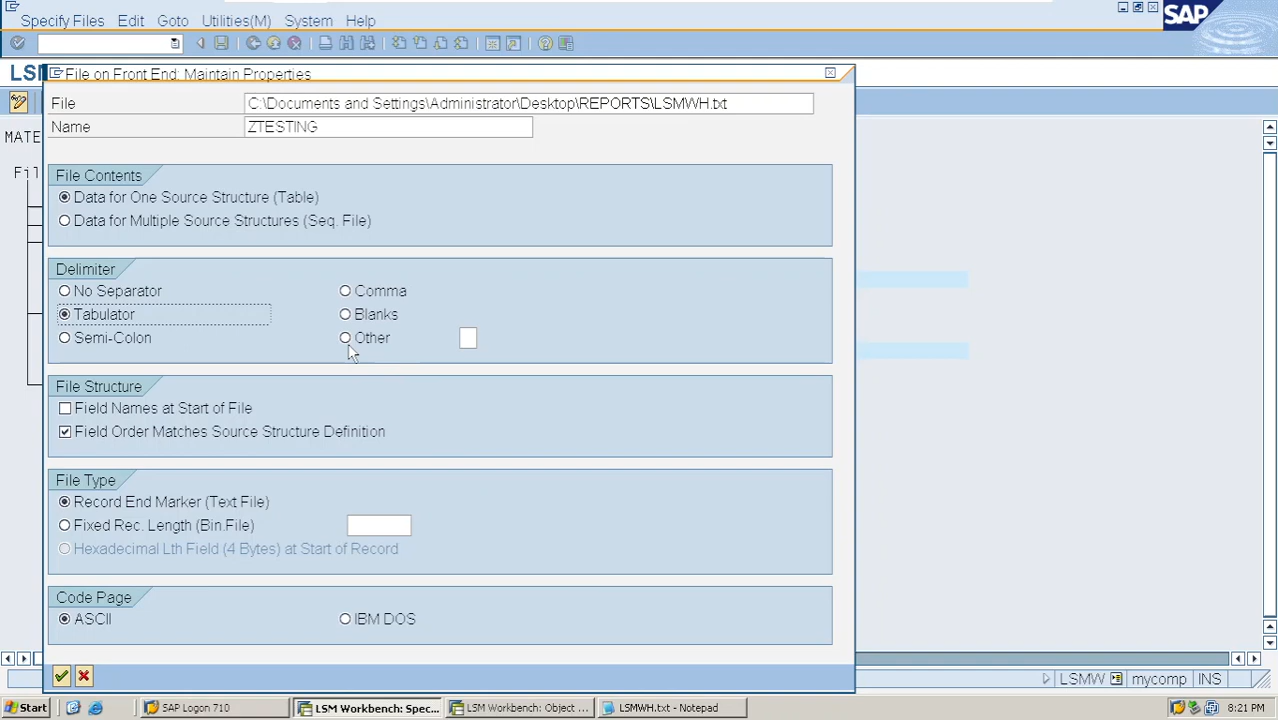 Specify Files Edit Goto Utilities(M) System Help
SAP
LS
File on Front End: Maintain Properties
File C:\Documents and Settings\Administrator\Desktop\REPORTS\LSMWH.txt
Name ZTESTING
MATE
Fil
File Contents
Data for One Source Structure (Table)
Data for Multiple Source Structures (Seq. File)
Delimiter
No Separator Comma
Tabulator Blanks
Semi-Colon Other
File Structure
Field Names at Start of File
Field Order Matches Source Structure Definition
File Type
Record End Marker (Text File)
Fixed Rec. Length (Bin.File)
Hexadecimal Lth Field (4 Bytes) at Start of Record
Code Page
ASCII IBM DOS
LSMW mycomp INS
Start SAP Logon 710 LSM Workbench: Spec... LSM Workbench: Object ... LSMWH.txt - Notepad 8:21 PM